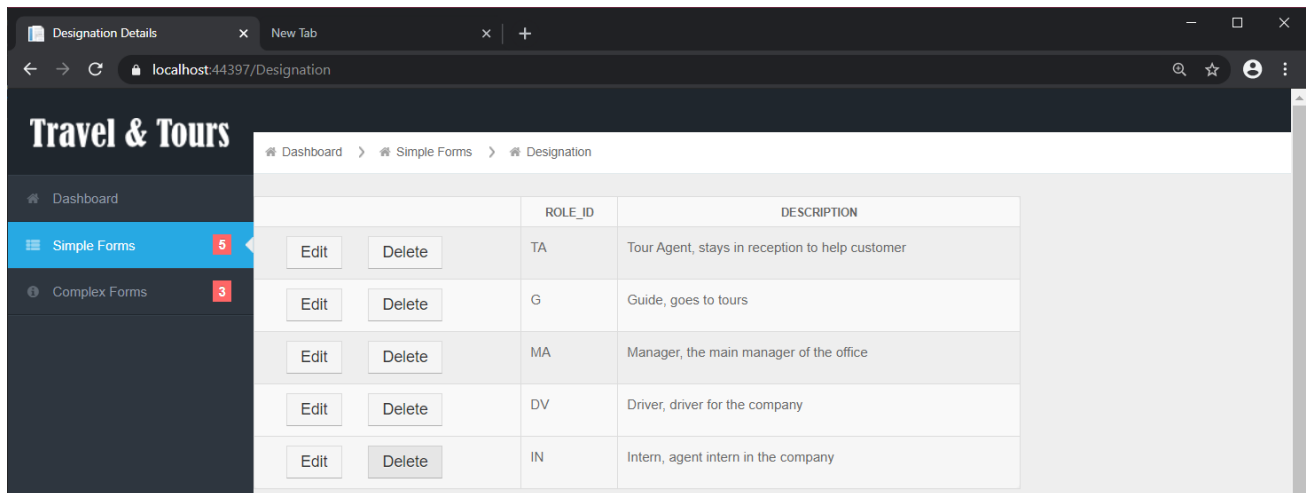 Designation Details
New Tab
localhost:44397/Designation
Travel & Tours
Dashboard
Simple Forms 5
Complex Forms 3
Dashboard Simple Forms Designation
ROLE_ID DESCRIPTION
Edit Delete TA Tour Agent, stays in reception to help customer
Edit Delete G Guide, goes to tours
Edit Delete MA Manager, the main manager of the office
Edit Delete DV Driver, driver for the company
Edit Delete IN Intern, agent intern in the company